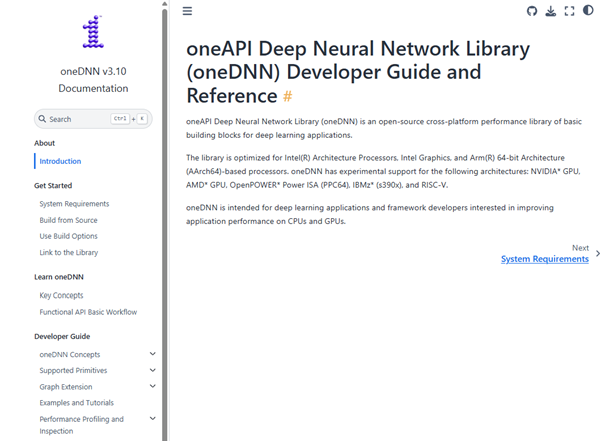 oneDNN v3.10
Documentation
Search Ctrl + K
About
Introduction
Get Started
System Requirements
Build from Source
Use Build Options
Link to the Library
Learn oneDNN
Key Concepts
Functional API Basic Workflow
Developer Guide
oneDNN Concepts
Supported Primitives
Graph Extension
Examples and Tutorials
Performance Profiling and
Inspection
oneAPI Deep Neural Network Library
(oneDNN) Developer Guide and
Reference #
oneAPI Deep Neural Network Library (oneDNN) is an open-source cross-platform performance library of basic
building blocks for deep learning applications.
The library is optimized for Intel(R) Architecture Processors, Intel Graphics, and Arm(R) 64-bit Architecture
(AArch64)-based processors. oneDNN has experimental support for the following architectures: NVIDIA* GPU,
AMD* GPU, OpenPOWER* Power ISA (PPC64), IBMz* (s390x), and RISC-V.
oneDNN is intended for deep learning applications and framework developers interested in improving
application performance on CPUs and GPUs.
Next
System Requirements